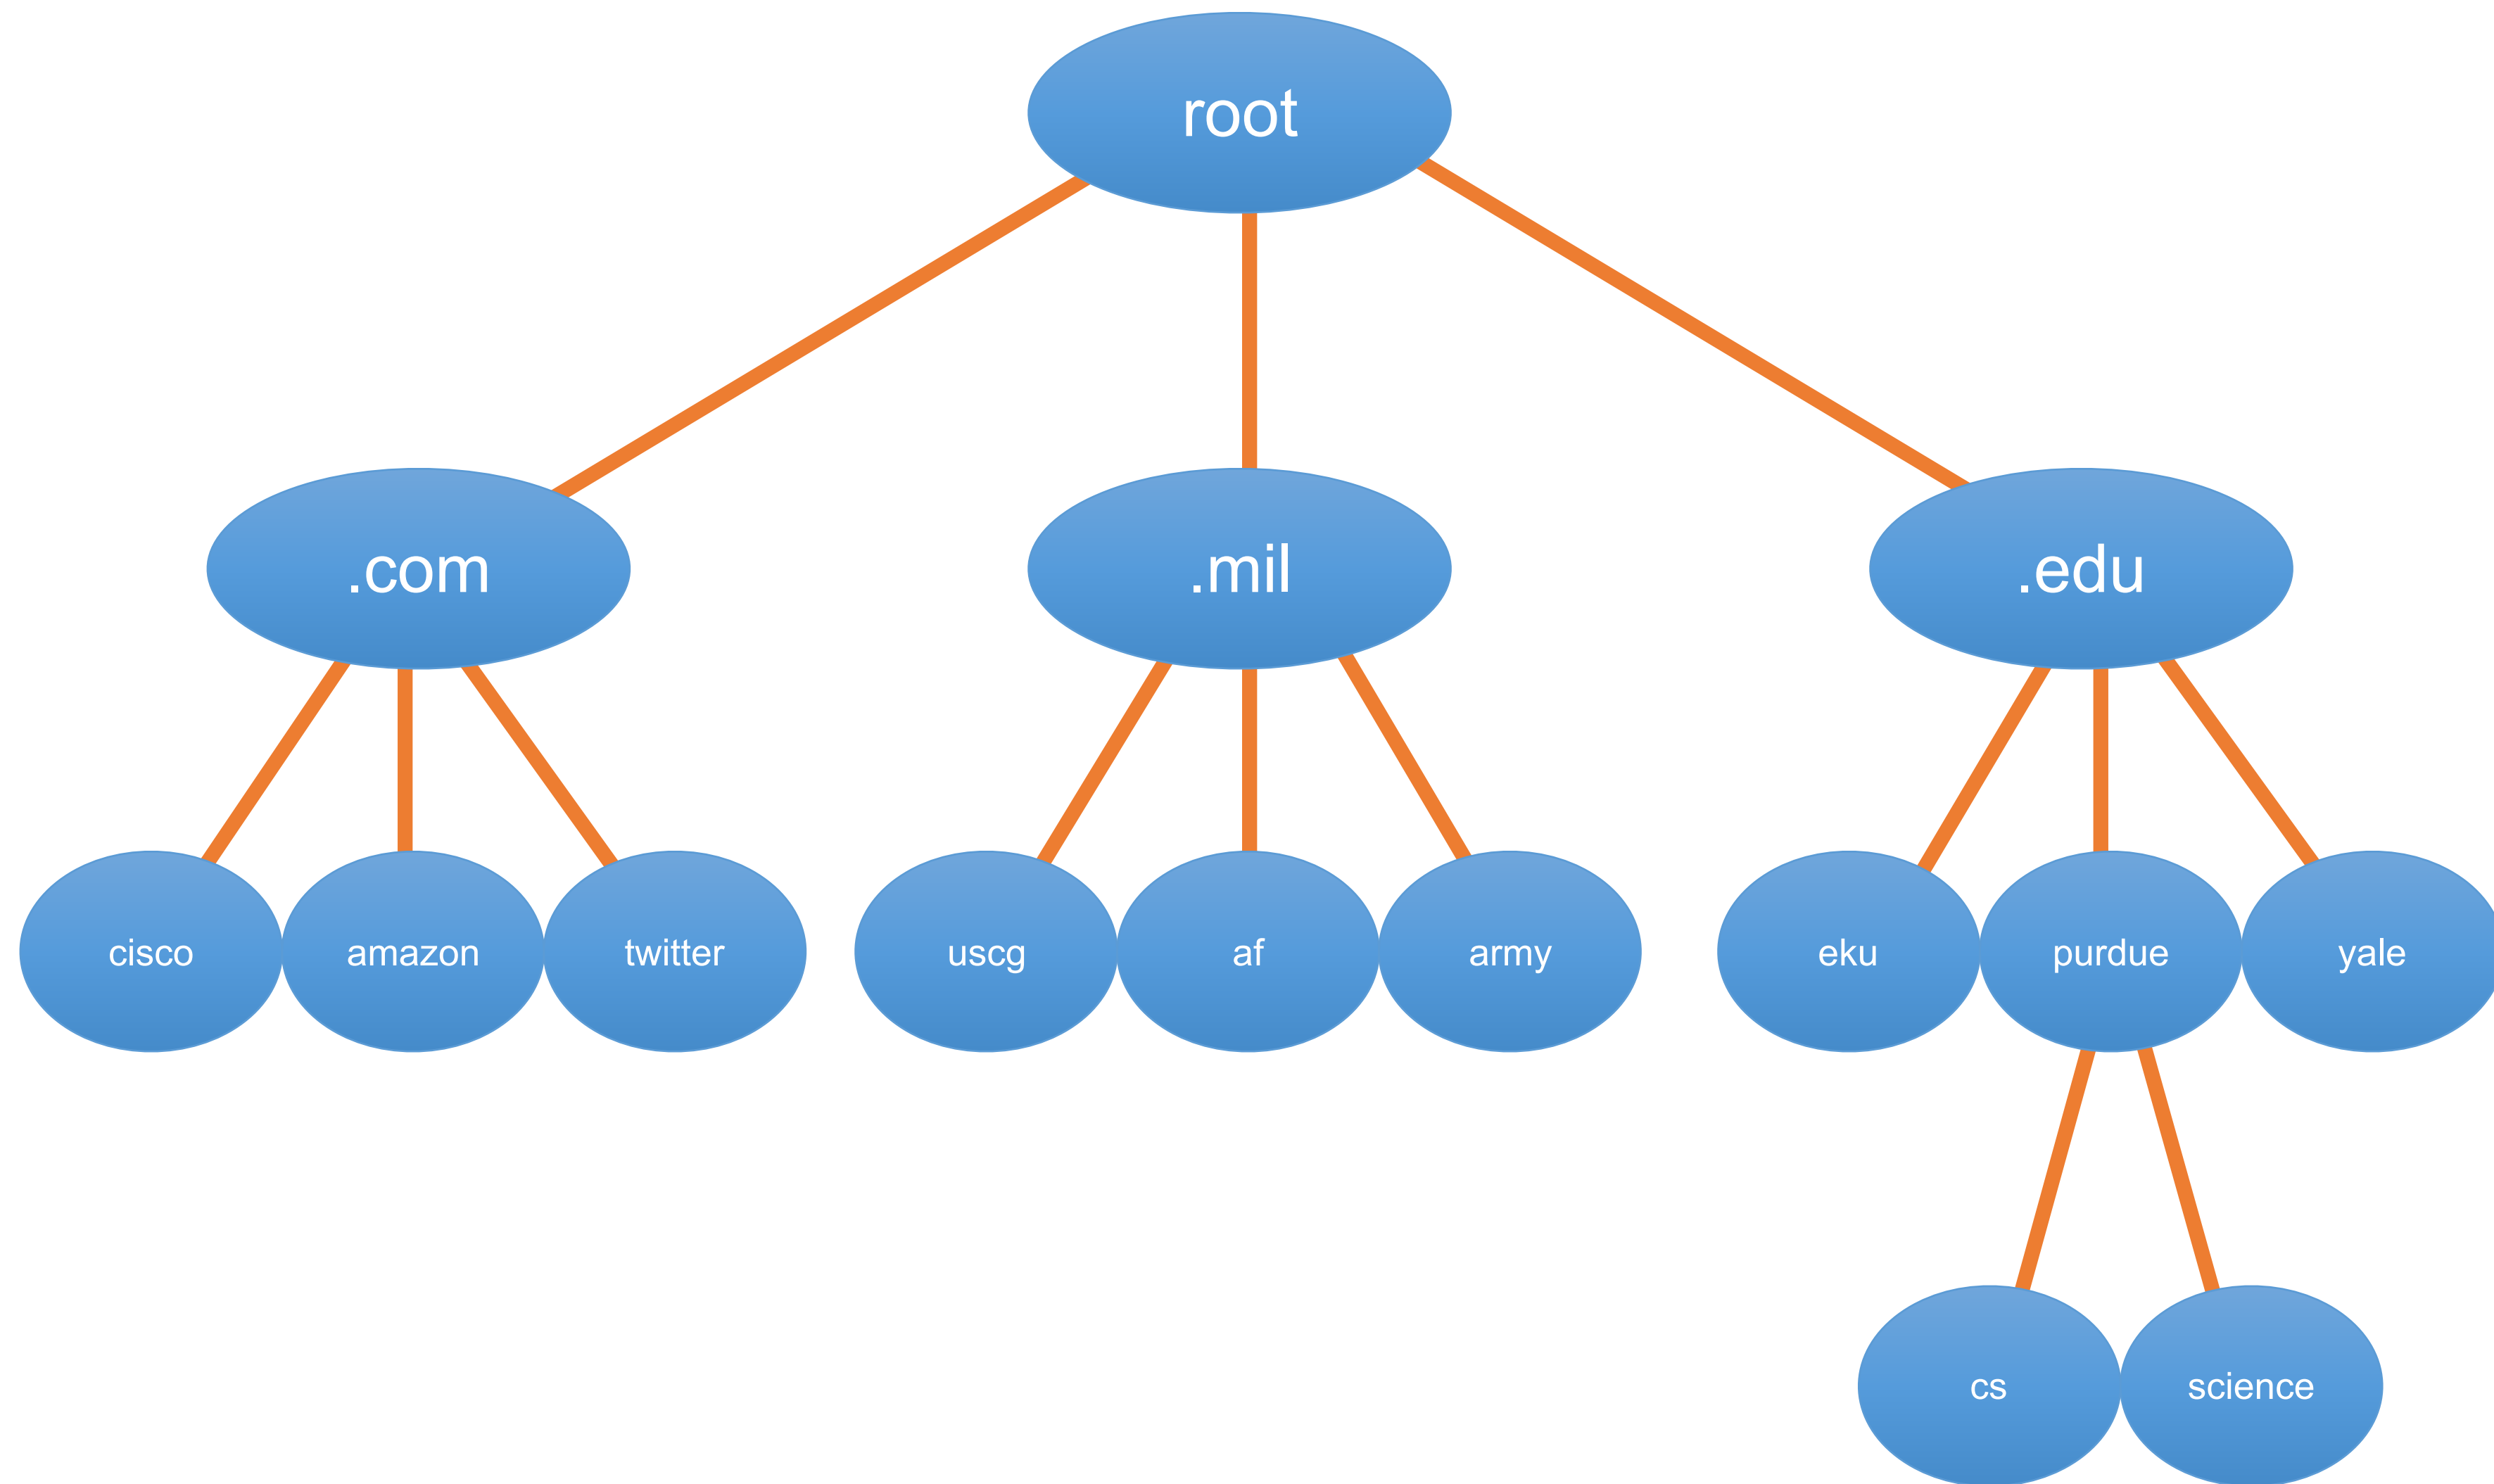 root
.com
.mil
.edu
cisco
amazon
twitter
uscg
af
army
eku
purdue
yale
cs
science